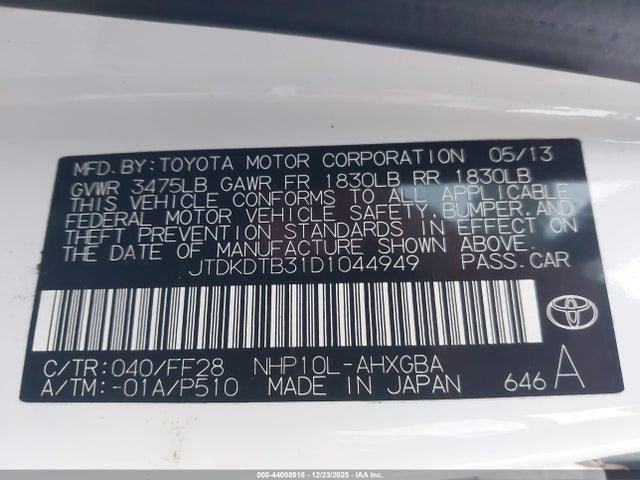 MFD. BY: TOYOTA MOTOR CORPORATION 05/13
GVWR 3475LB GAWR FR 1830LB RR 1830LB
THIS VEHICLE CONFORMS TO ALL APPLICABLE
FEDERAL MOTOR VEHICLE SAFETY, BUMPER, AND
THEFT PREVENTION STANDARDS IN EFFECT ON
THE DATE OF MANUFACTURE SHOWN ABOVE.
JTDKDTB31D1044949 PASS. CAR
C/TR: 040/FF28 NHP10L-AHXGBA
A/TM: -01A/P510 MADE IN JAPAN 646 A
TOYOTA
000-44008918 - 12/23/2025 - IAA Inc.